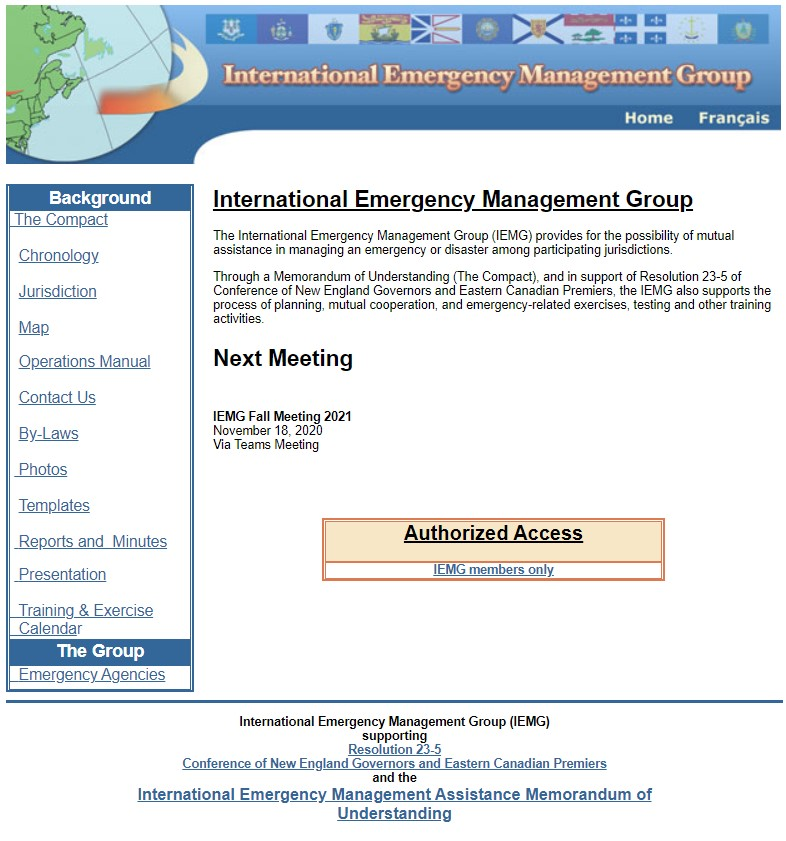 International Emergency Management Group
Home Français
Background
The Compact
Chronology
Jurisdiction
Map
Operations Manual
Contact Us
By-Laws
Photos
Templates
Reports and  Minutes
Presentation
Training & Exercise
Calendar
The Group
Emergency Agencies
International Emergency Management Group
The International Emergency Management Group (IEMG) provides for the possibility of mutual
assistance in managing an emergency or disaster among participating jurisdictions.
Through a Memorandum of Understanding (The Compact), and in support of Resolution 23-5 of
Conference of New England Governors and Eastern Canadian Premiers, the IEMG also supports the
process of planning, mutual cooperation, and emergency-related exercises, testing and other training
activities.
Next Meeting
IEMG Fall Meeting 2021
November 18, 2020
Via Teams Meeting
Authorized Access
IEMG members only
International Emergency Management Group (IEMG)
supporting
Resolution 23-5
Conference of New England Governors and Eastern Canadian Premiers
and the
International Emergency Management Assistance Memorandum of
Understanding